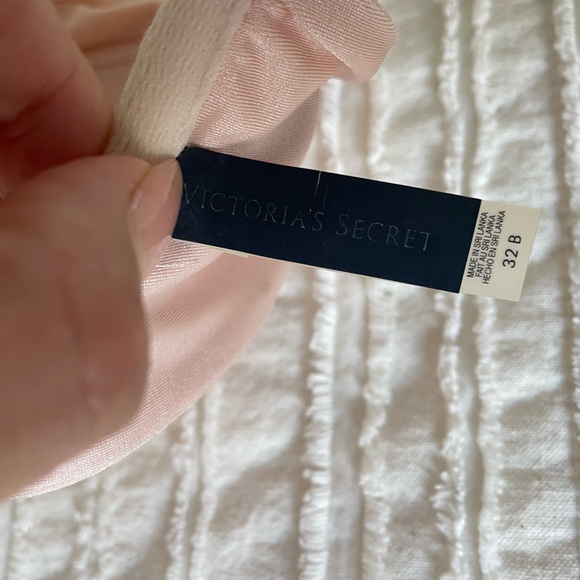 VICTORIA'S SECRET
MADE IN SRI LANKA
FAIT AU SRI LANKA
HECHO EN SRI LANKA
32 B